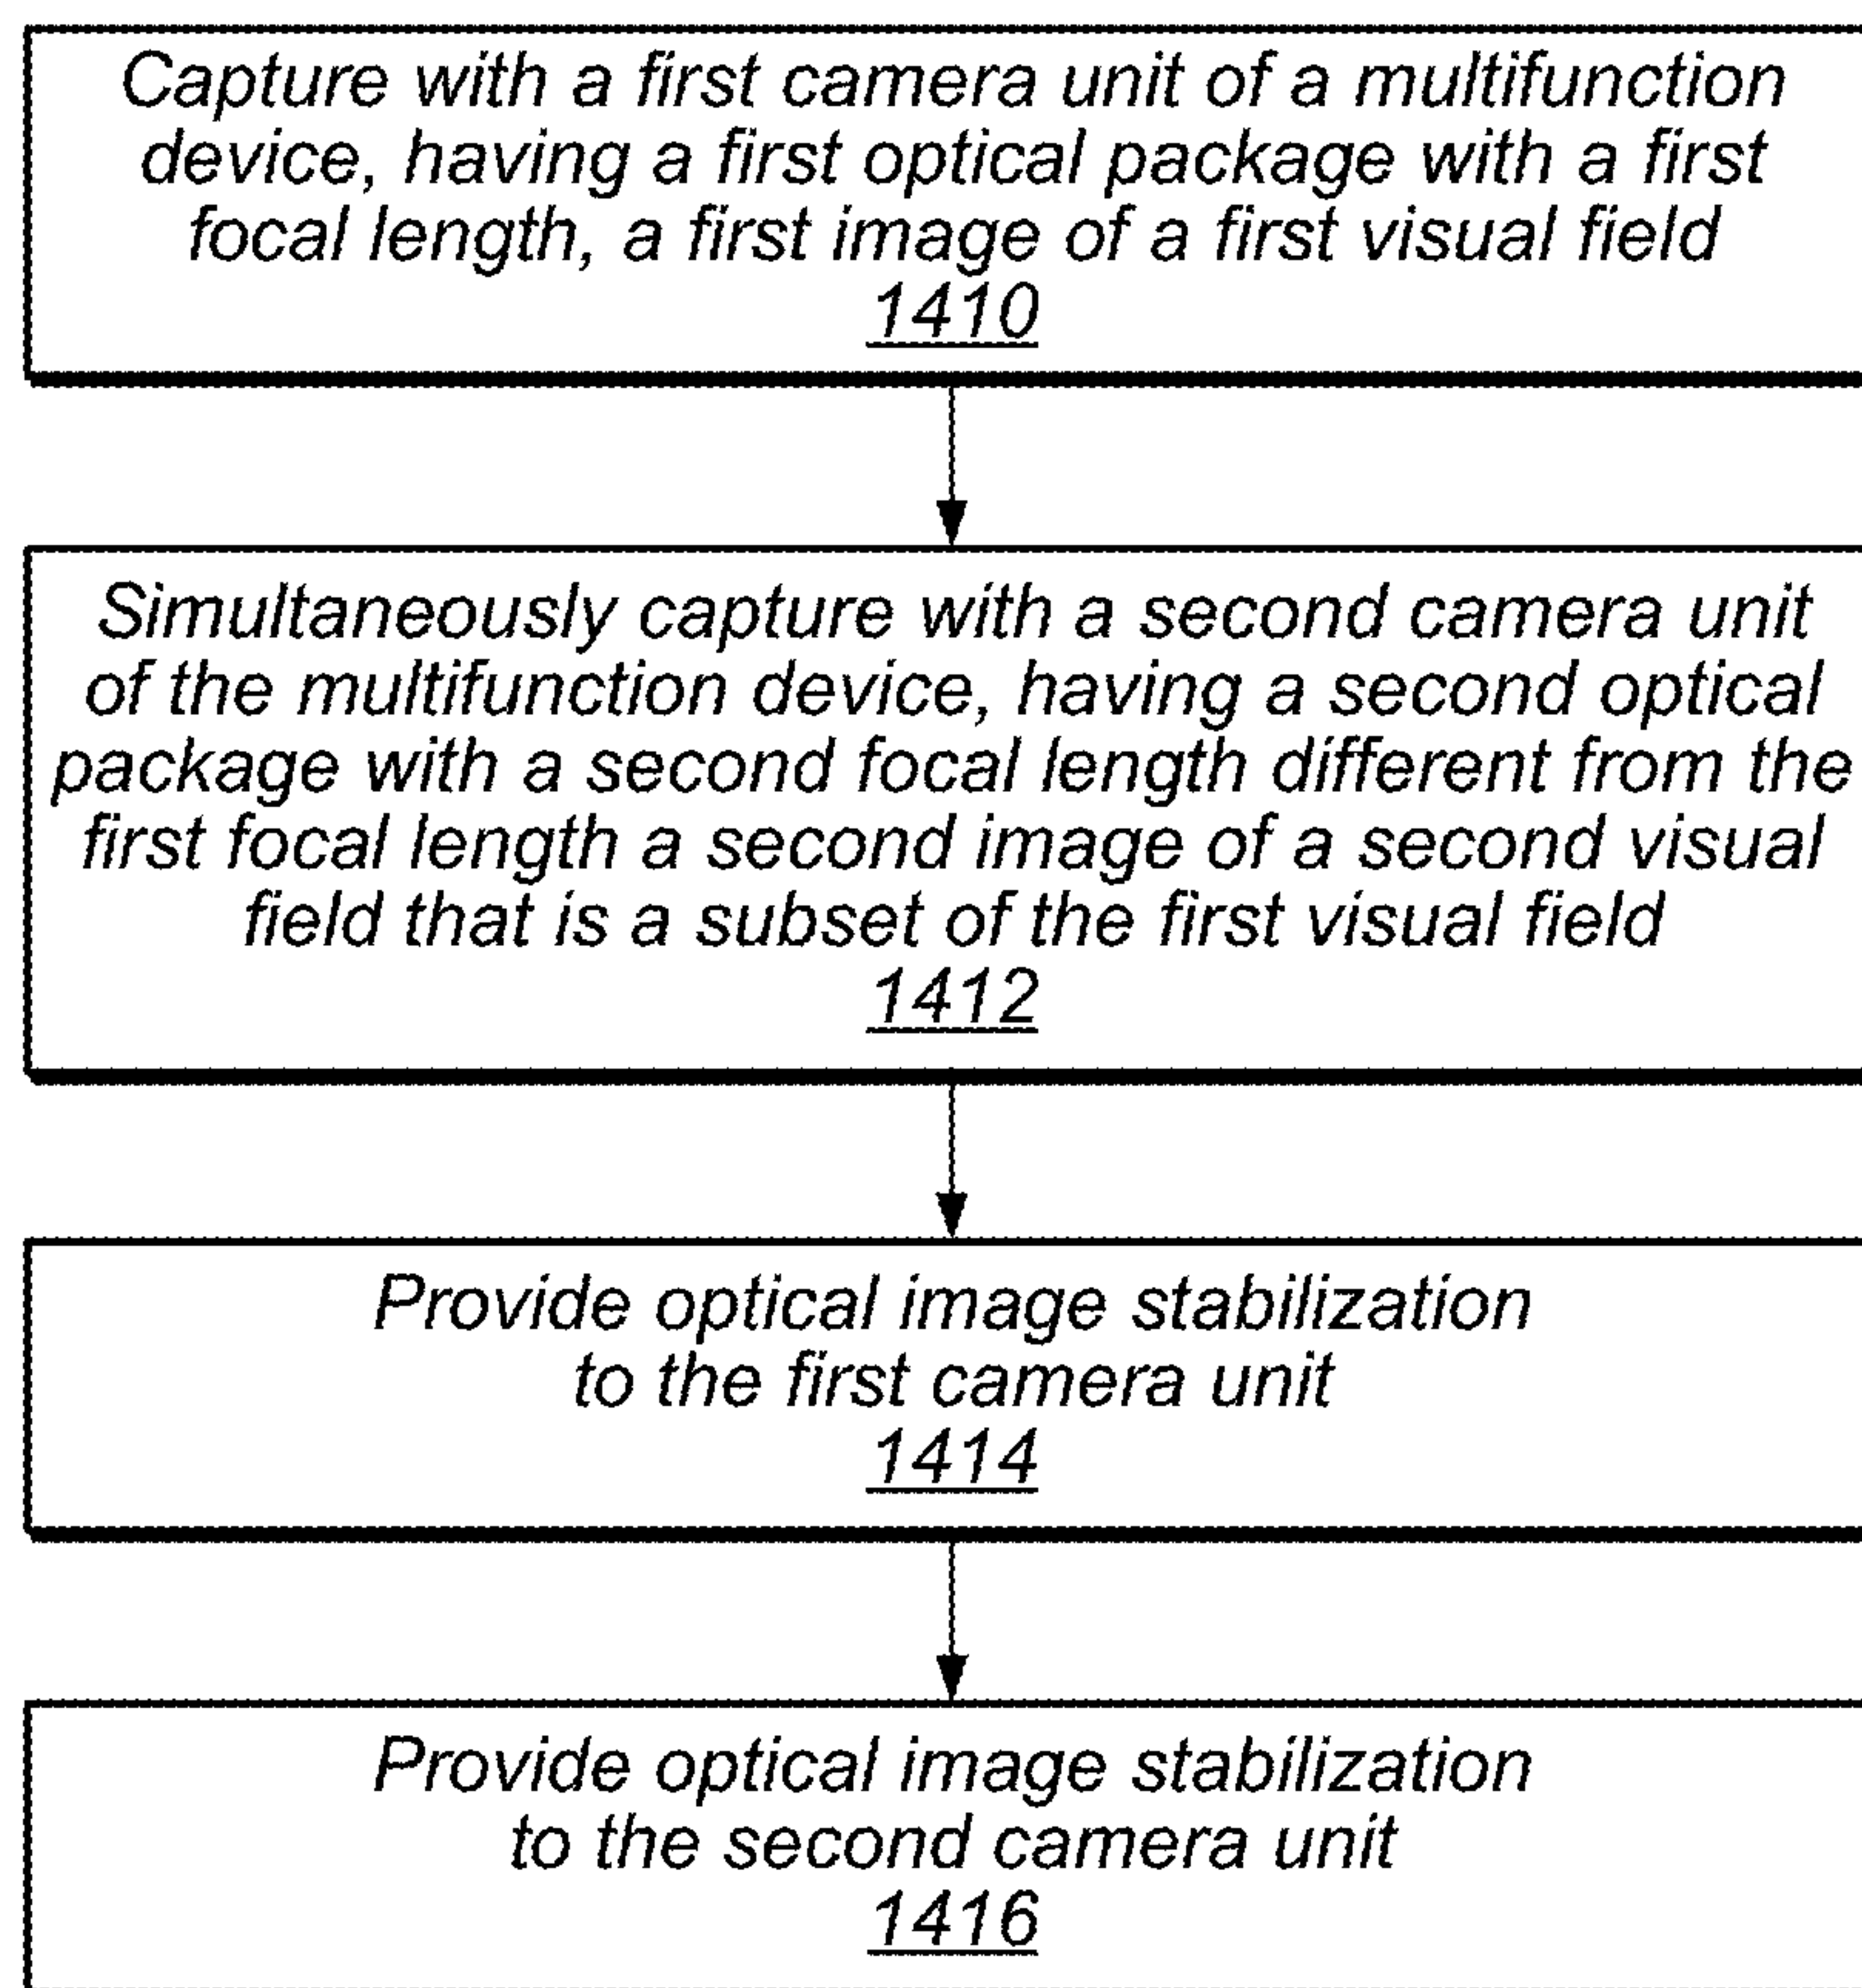 Capture with a first camera unit of a multifunction
device, having a first optical package with a first
focal length, a first image of a first visual field
1410
Simultaneously capture with a second camera unit
of the multifunction device, having a second optical
package with a second focal length different from the
first focal length a second image of a second visual
field that is a subset of the first visual field
1412
Provide optical image stabilization
to the first camera unit
1414
Provide optical image stabilization
to the second camera unit
1416